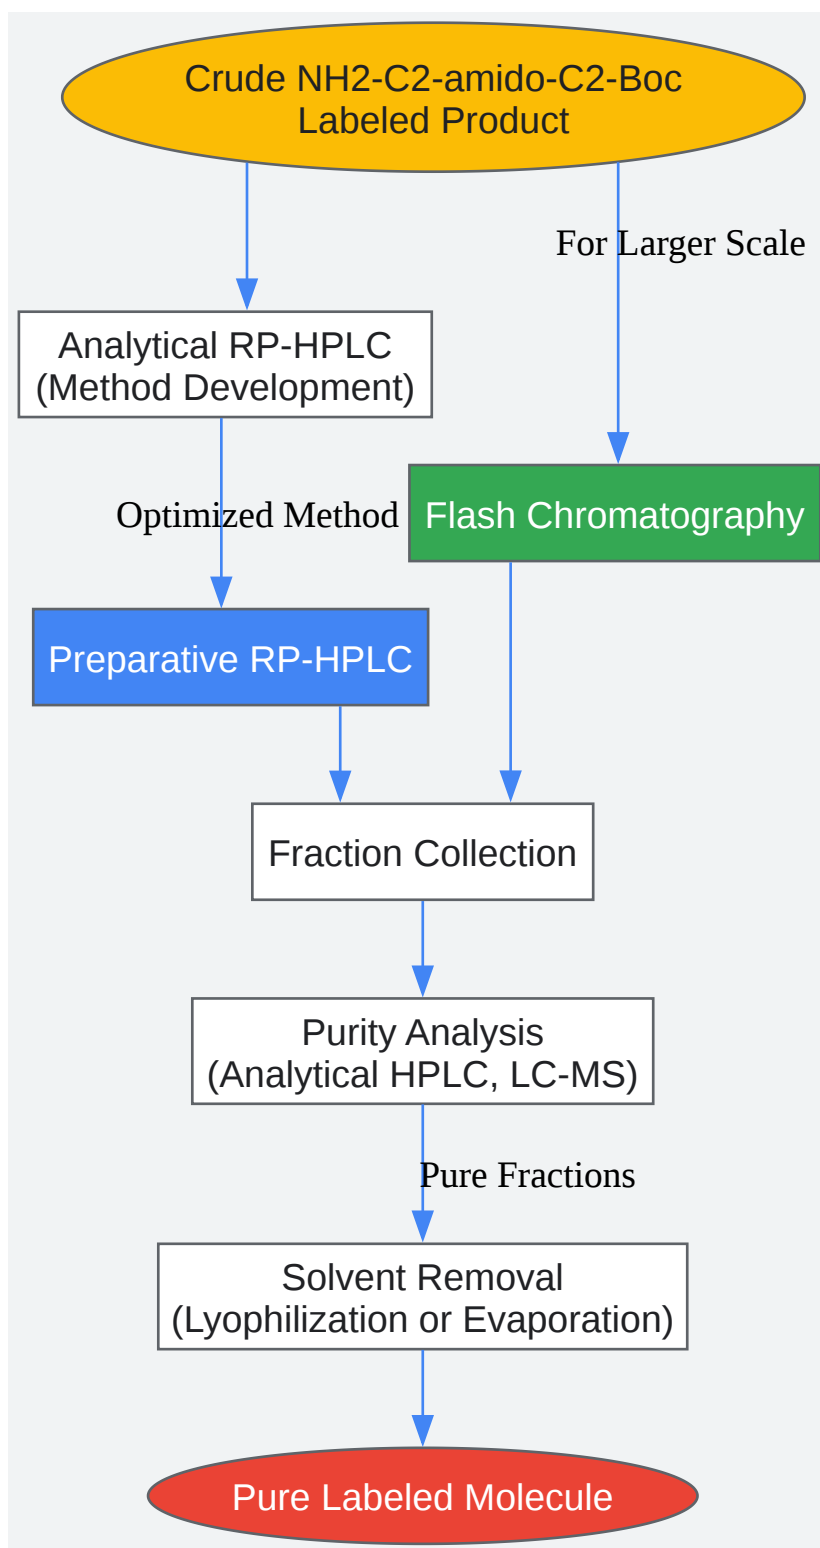 Crude NH2-C2-amido-C2-Boc
Labeled Product
For Larger Scale
Analytical RP-HPLC
(Method Development)
Optimized Method
Flash Chromatography
Preparative RP-HPLC
Fraction Collection
Purity Analysis
(Analytical HPLC, LC-MS)
Pure Fractions
Solvent Removal
(Lyophilization or Evaporation)
Pure Labeled Molecule